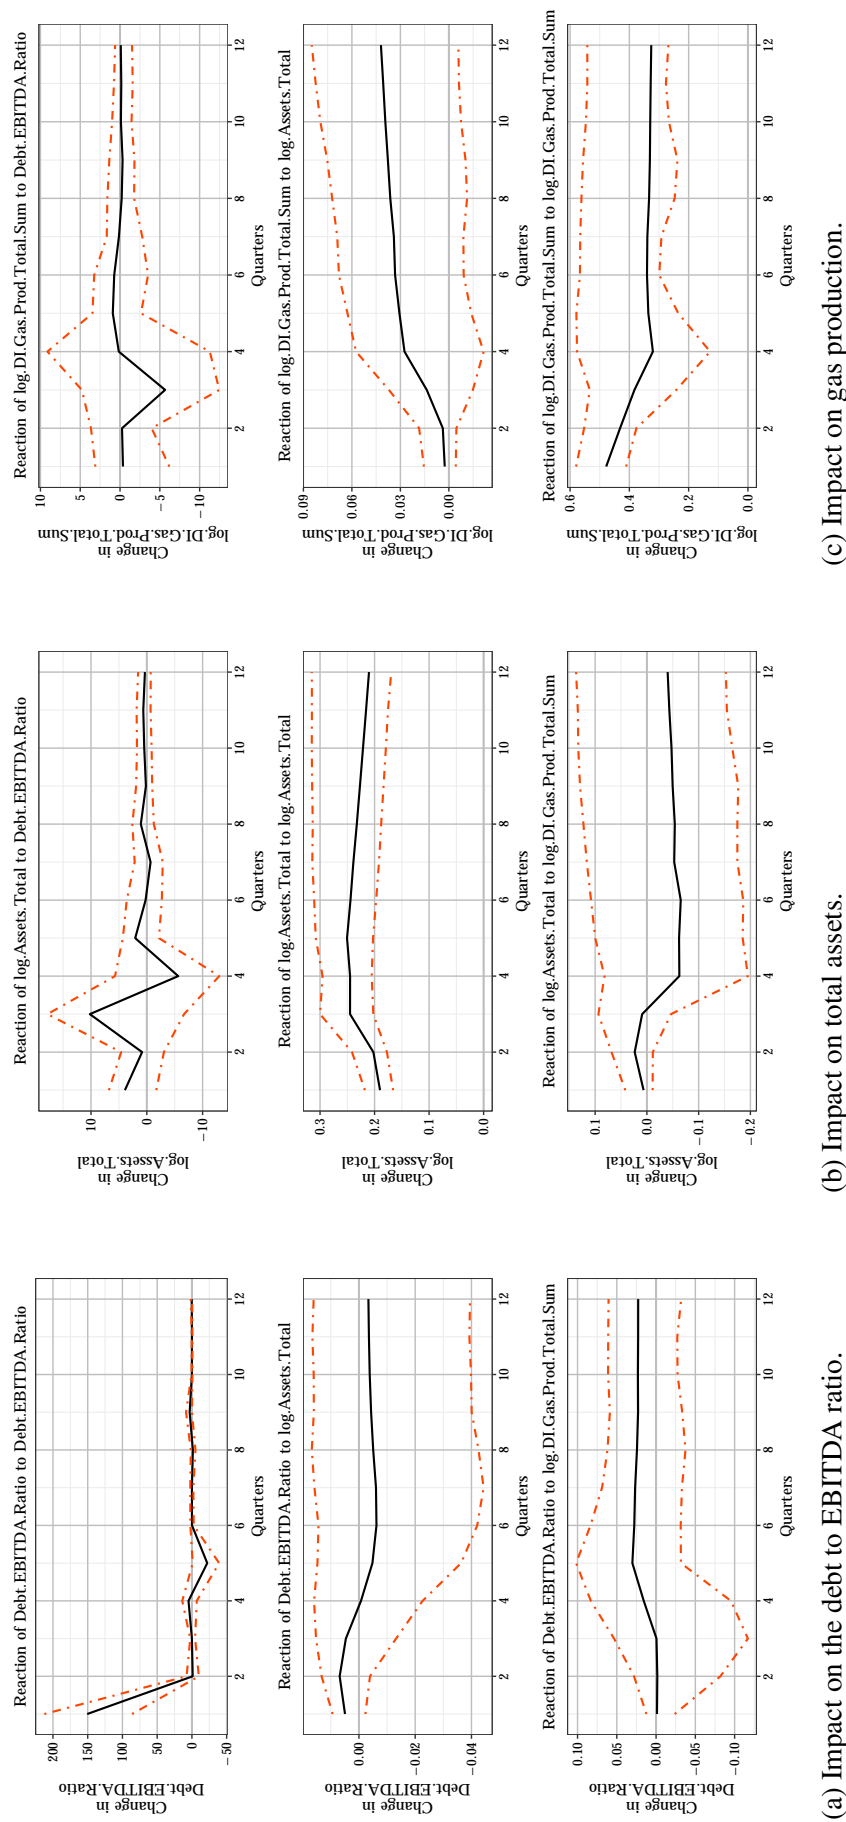 Reaction of Debt.EBITDA.Ratio to Debt.EBITDA.Ratio
Change in
Debt.EBITDA.Ratio
200
150
100
50
0
−50
2 4 6 8 10 12
Quarters
Reaction of Debt.EBITDA.Ratio to log.Assets.Total
Change in
Debt.EBITDA.Ratio
0.00
−0.02
−0.04
2 4 6 8 10 12
Quarters
Reaction of Debt.EBITDA.Ratio to log.DI.Gas.Prod.Total.Sum
Change in
Debt.EBITDA.Ratio
0.10
0.05
0.00
−0.05
−0.10
2 4 6 8 10 12
Quarters
(a) Impact on the debt to EBITDA ratio.
Reaction of log.Assets.Total to Debt.EBITDA.Ratio
Change in
log.Assets.Total
10
0
−10
2 4 6 8 10 12
Quarters
Reaction of log.Assets.Total to log.Assets.Total
Change in
log.Assets.Total
0.3
0.2
0.1
0.0
2 4 6 8 10 12
Quarters
Reaction of log.Assets.Total to log.DI.Gas.Prod.Total.Sum
Change in
log.Assets.Total
0.1
0.0
−0.1
−0.2
2 4 6 8 10 12
Quarters
(b) Impact on total assets.
Reaction of log.DI.Gas.Prod.Total.Sum to Debt.EBITDA.Ratio
Change in
log.DI.Gas.Prod.Total.Sum
10
5
0
−5
−10
2 4 6 8 10 12
Quarters
Reaction of log.DI.Gas.Prod.Total.Sum to log.Assets.Total
Change in
log.DI.Gas.Prod.Total.Sum
0.09
0.06
0.03
0.00
2 4 6 8 10 12
Quarters
Reaction of log.DI.Gas.Prod.Total.Sum to log.DI.Gas.Prod.Total.Sum
Change in
log.DI.Gas.Prod.Total.Sum
0.6
0.4
0.2
0.0
2 4 6 8 10 12
Quarters
(c) Impact on gas production.